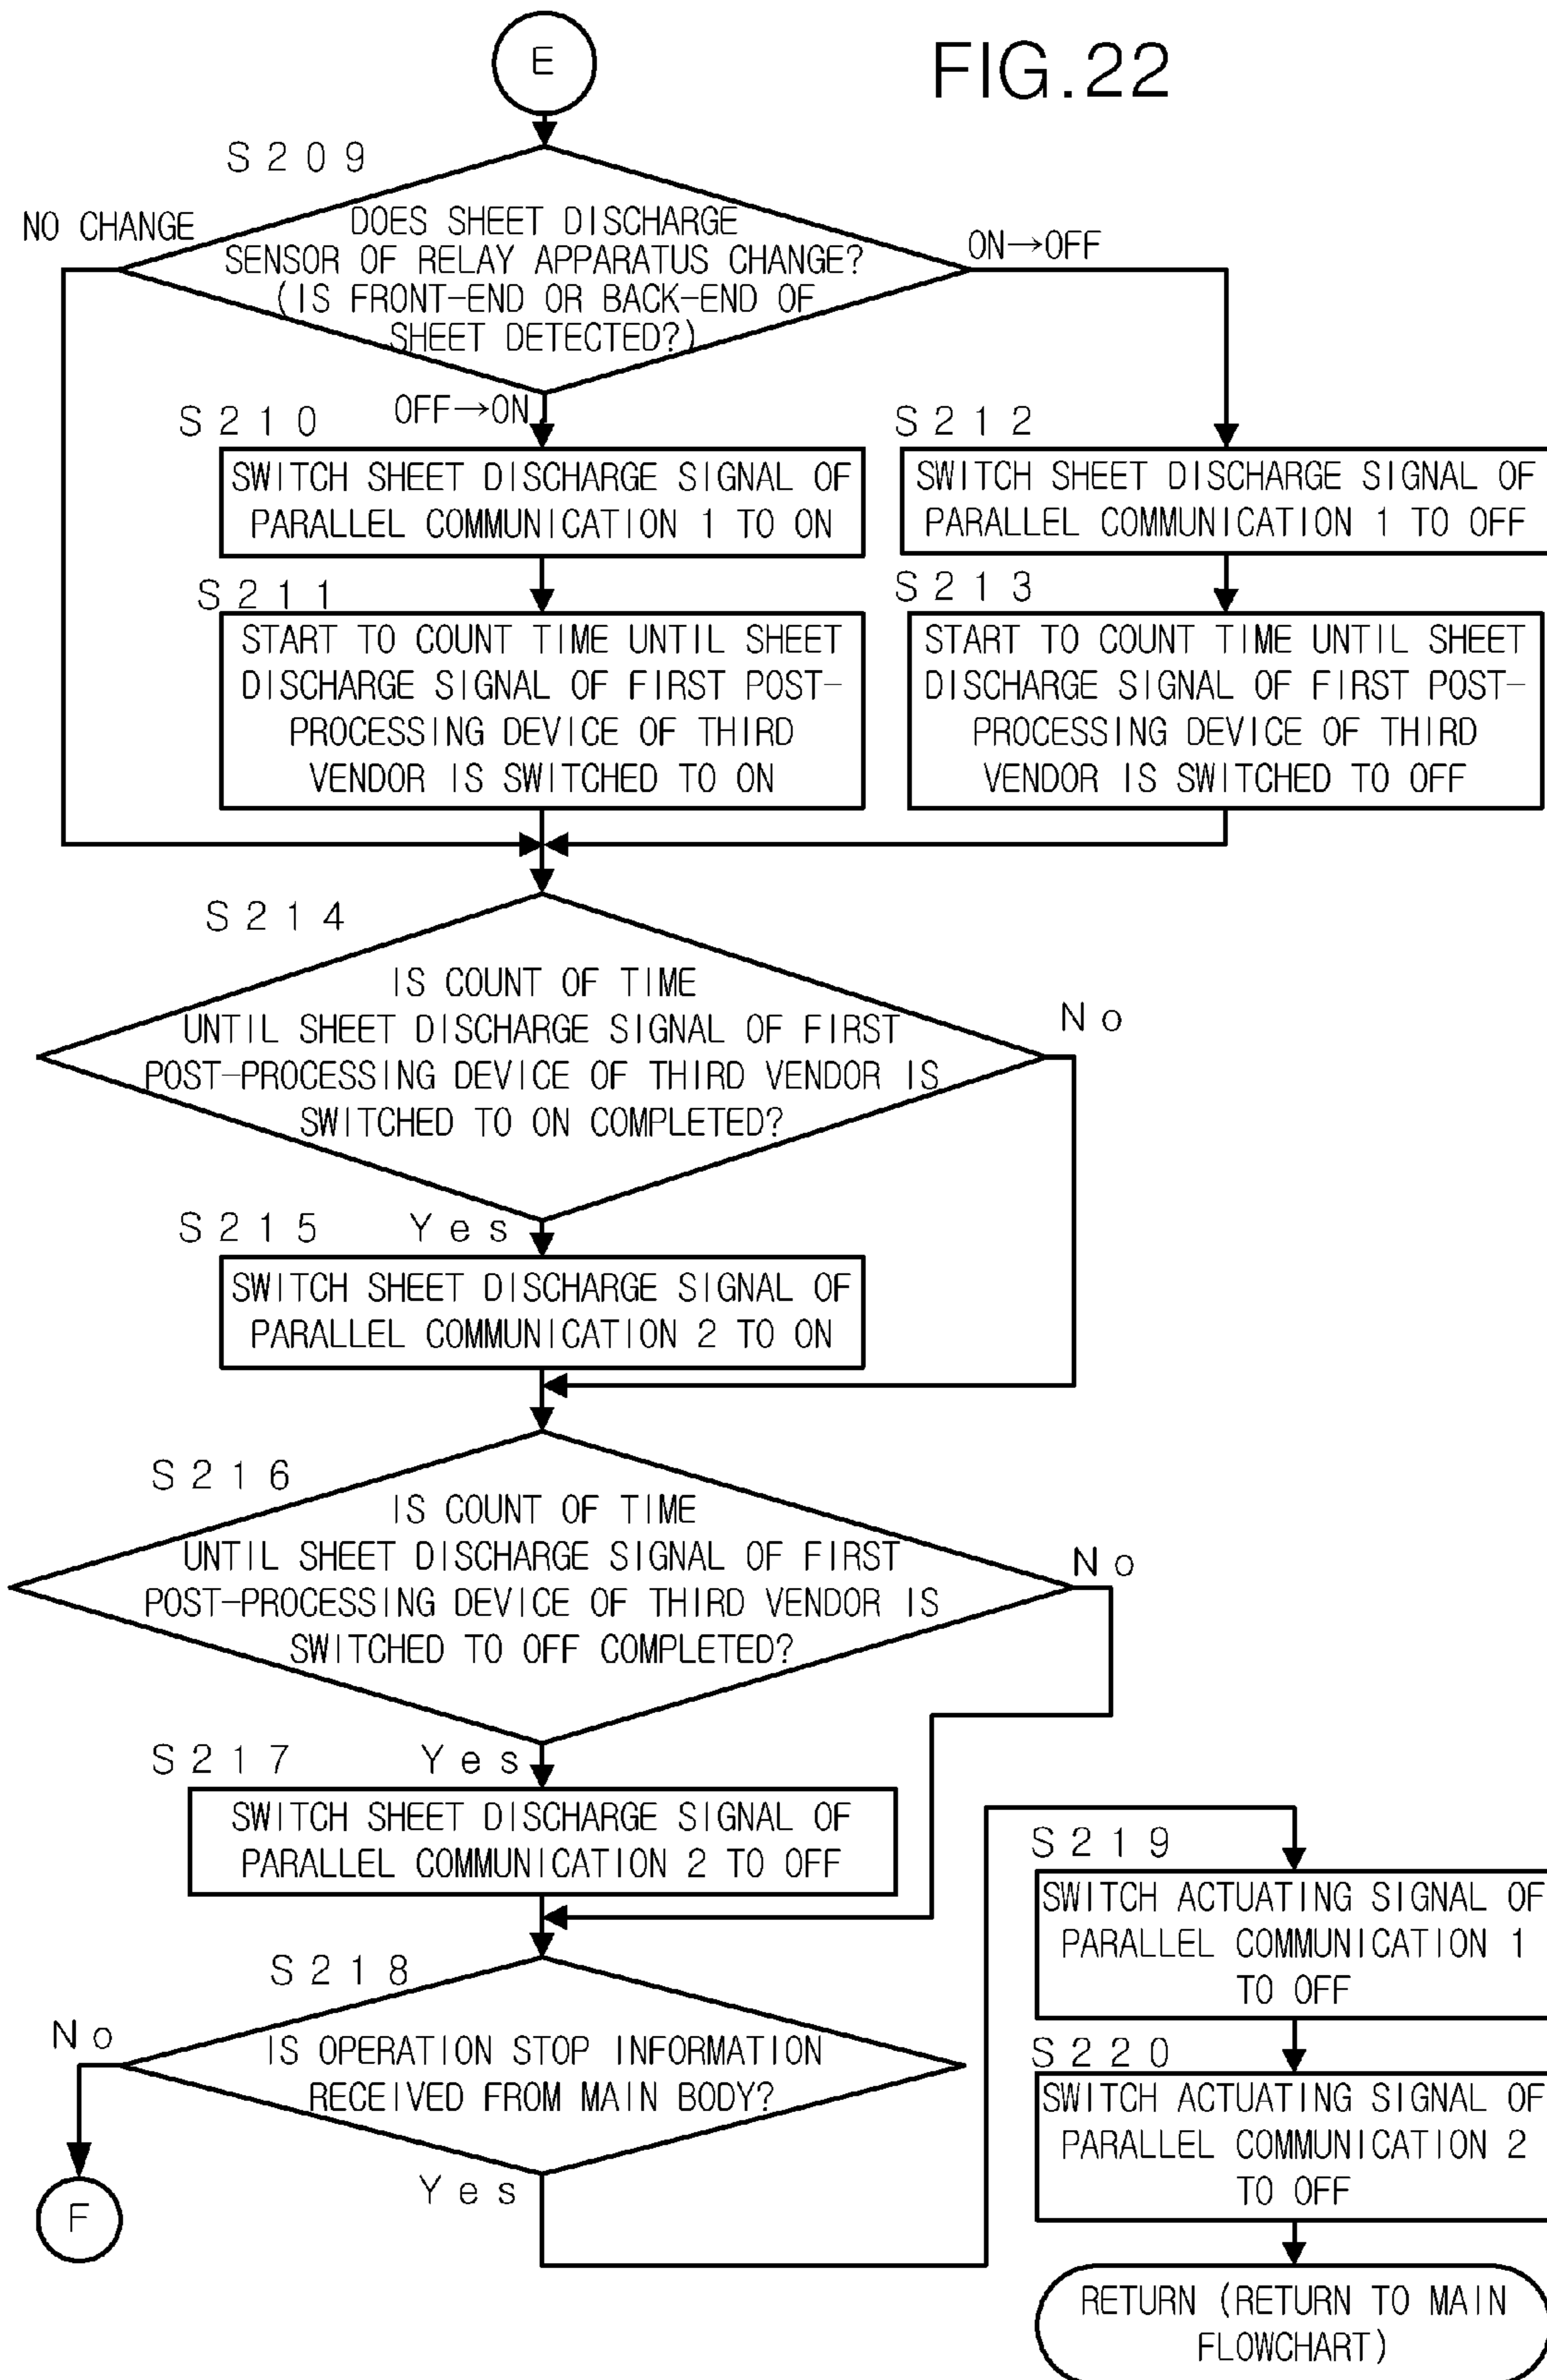 E
FIG.22
S209
NO CHANGE
DOES SHEET DISCHARGE
SENSOR OF RELAY APPARATUS CHANGE?
(IS FRONT-END OR BACK-END OF
SHEET DETECTED?)
ON→OFF
OFF→ON
S210
SWITCH SHEET DISCHARGE SIGNAL OF
PARALLEL COMMUNICATION 1 TO ON
S212
SWITCH SHEET DISCHARGE SIGNAL OF
PARALLEL COMMUNICATION 1 TO OFF
S211
START TO COUNT TIME UNTIL SHEET
DISCHARGE SIGNAL OF FIRST POST-
PROCESSING DEVICE OF THIRD
VENDOR IS SWITCHED TO ON
S213
START TO COUNT TIME UNTIL SHEET
DISCHARGE SIGNAL OF FIRST POST-
PROCESSING DEVICE OF THIRD
VENDOR IS SWITCHED TO OFF
S214
IS COUNT OF TIME
UNTIL SHEET DISCHARGE SIGNAL OF FIRST
POST-PROCESSING DEVICE OF THIRD VENDOR IS
SWITCHED TO ON COMPLETED?
No
S215
Yes
SWITCH SHEET DISCHARGE SIGNAL OF
PARALLEL COMMUNICATION 2 TO ON
S216
IS COUNT OF TIME
UNTIL SHEET DISCHARGE SIGNAL OF FIRST
POST-PROCESSING DEVICE OF THIRD VENDOR IS
SWITCHED TO OFF COMPLETED?
No
S217
Yes
SWITCH SHEET DISCHARGE SIGNAL OF
PARALLEL COMMUNICATION 2 TO OFF
S218
No
IS OPERATION STOP INFORMATION
RECEIVED FROM MAIN BODY?
Yes
F
S219
SWITCH ACTUATING SIGNAL OF
PARALLEL COMMUNICATION 1
TO OFF
S220
SWITCH ACTUATING SIGNAL OF
PARALLEL COMMUNICATION 2
TO OFF
RETURN (RETURN TO MAIN
FLOWCHART)